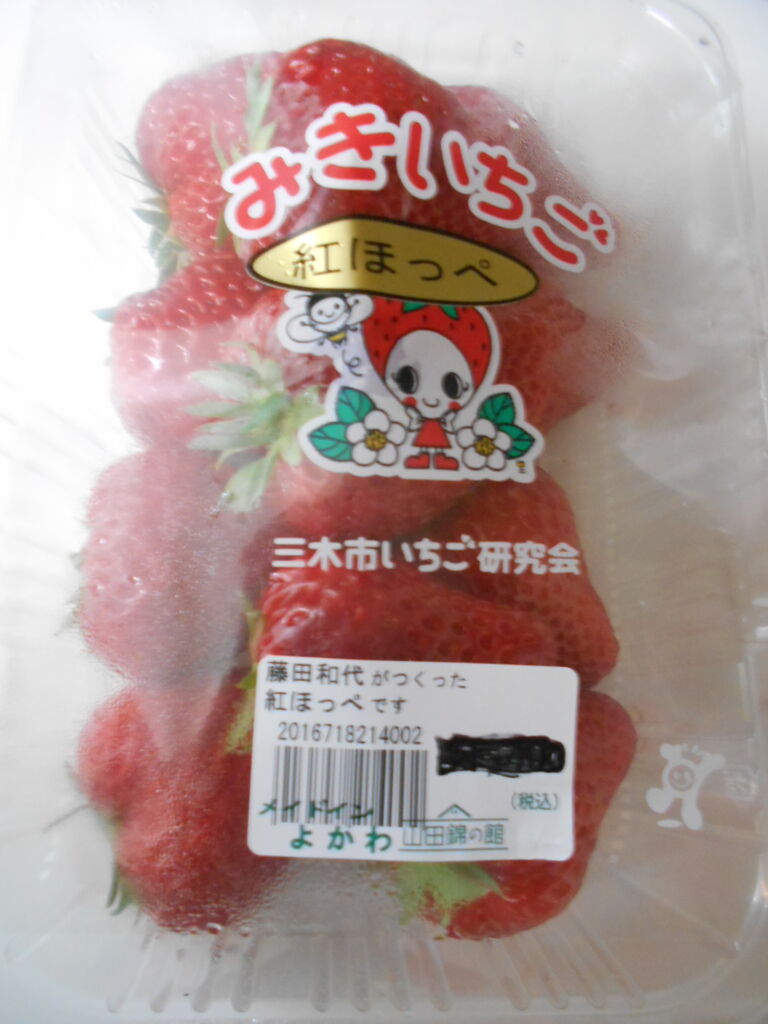 みきいちご
紅ほっぺ
三木市いちご研究会
藤田和代がつくった
紅ほっぺです
2016718214002
(税込)
メイドイン
よかわ 山田錦の館